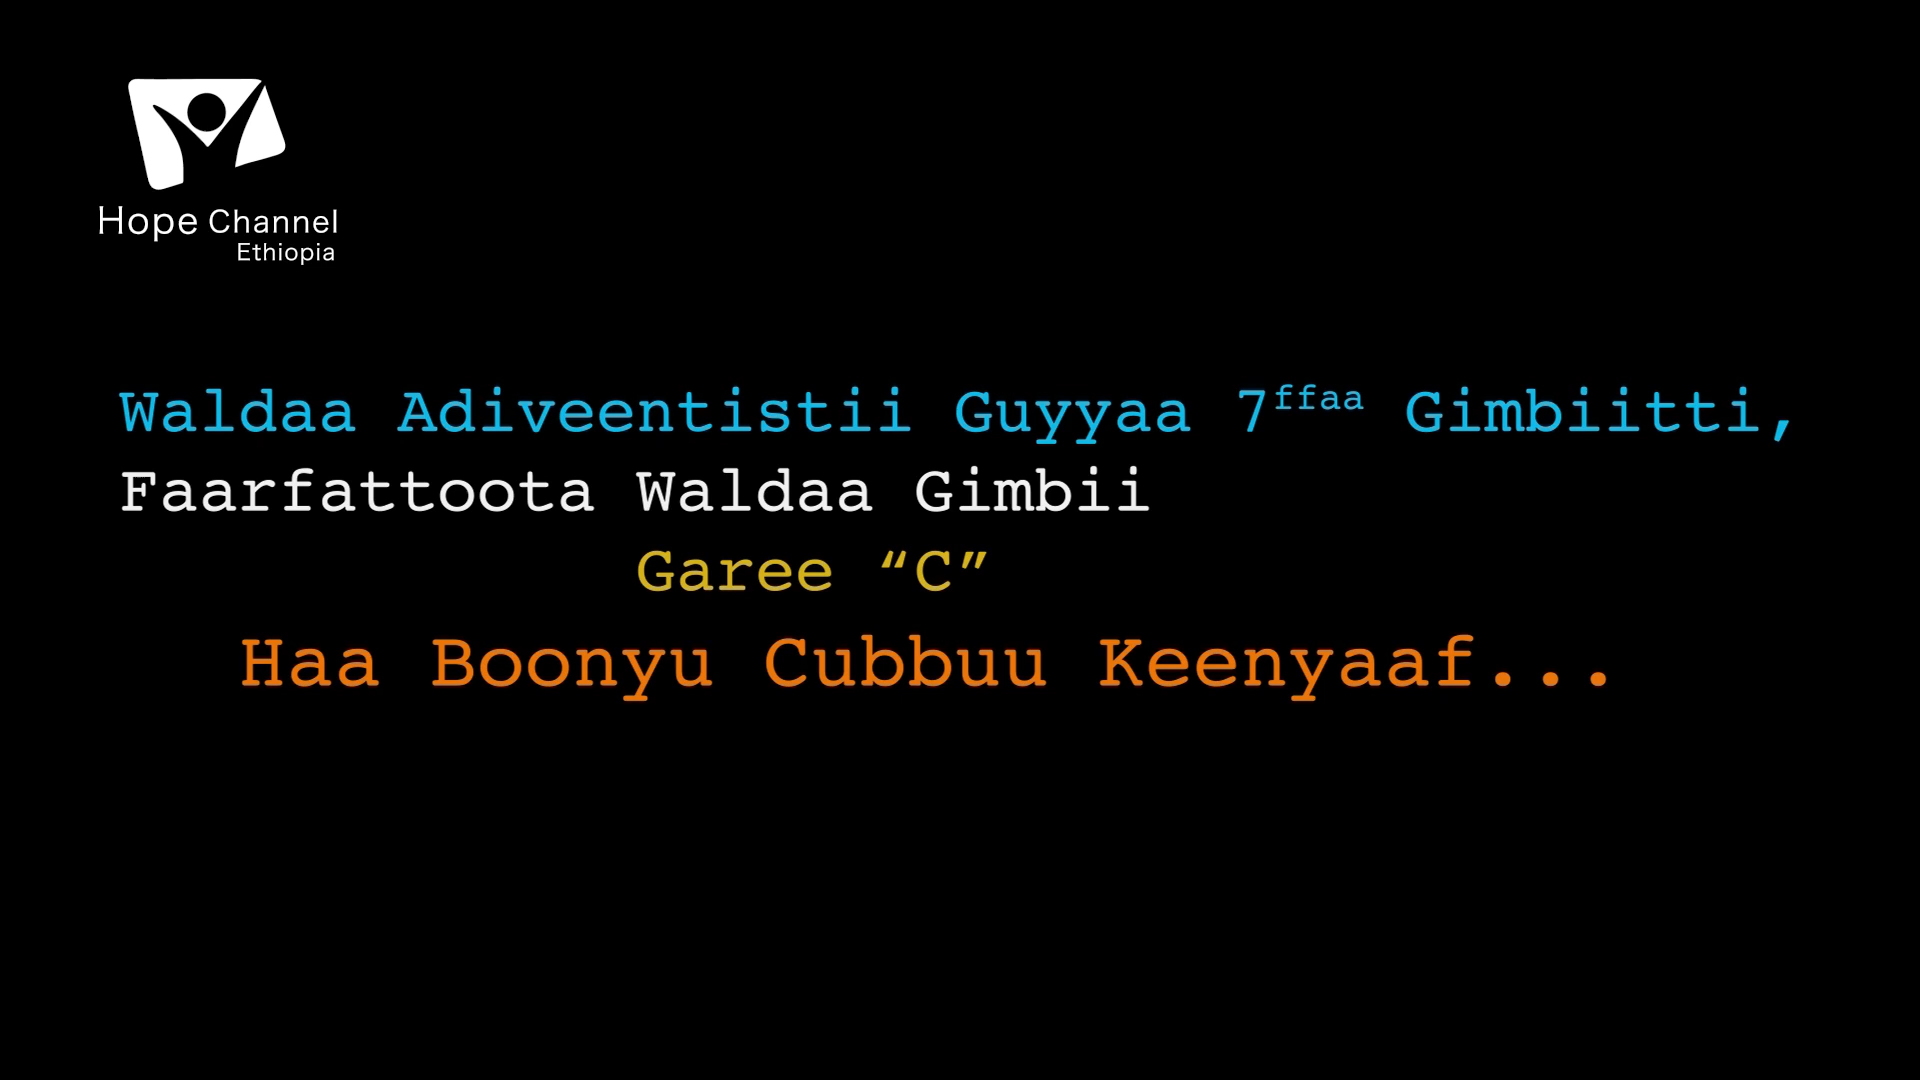 Hope Channel
Ethiopia
Waldaa Adiveentistii Guyyaa 7ffaa Gimbiitti,
Faarfattoota Waldaa Gimbii
Garee “C”
Haa Boonyu Cubbuu Keenyaaf...